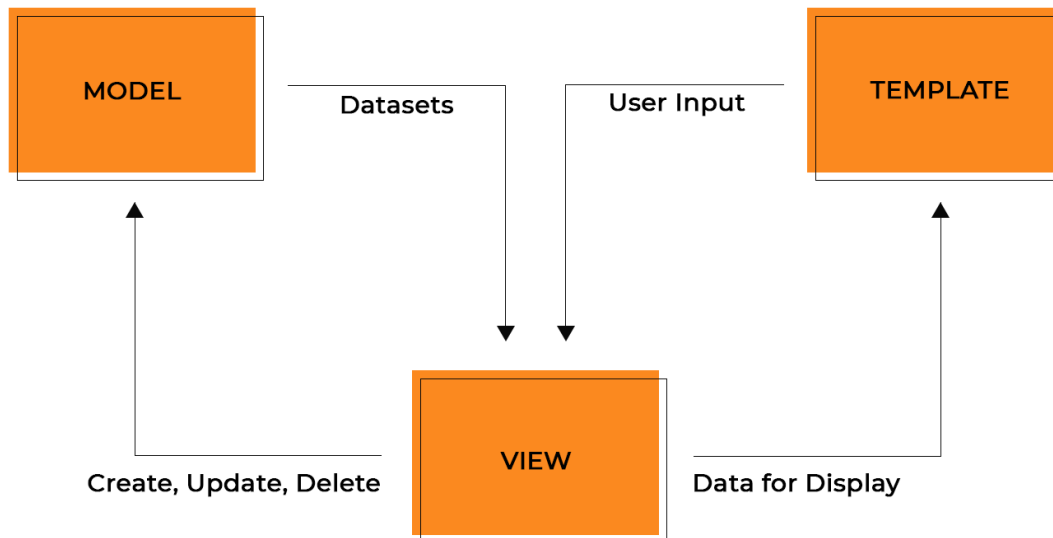 MODEL
Datasets
User Input
TEMPLATE
Create, Update, Delete
VIEW
Data for Display